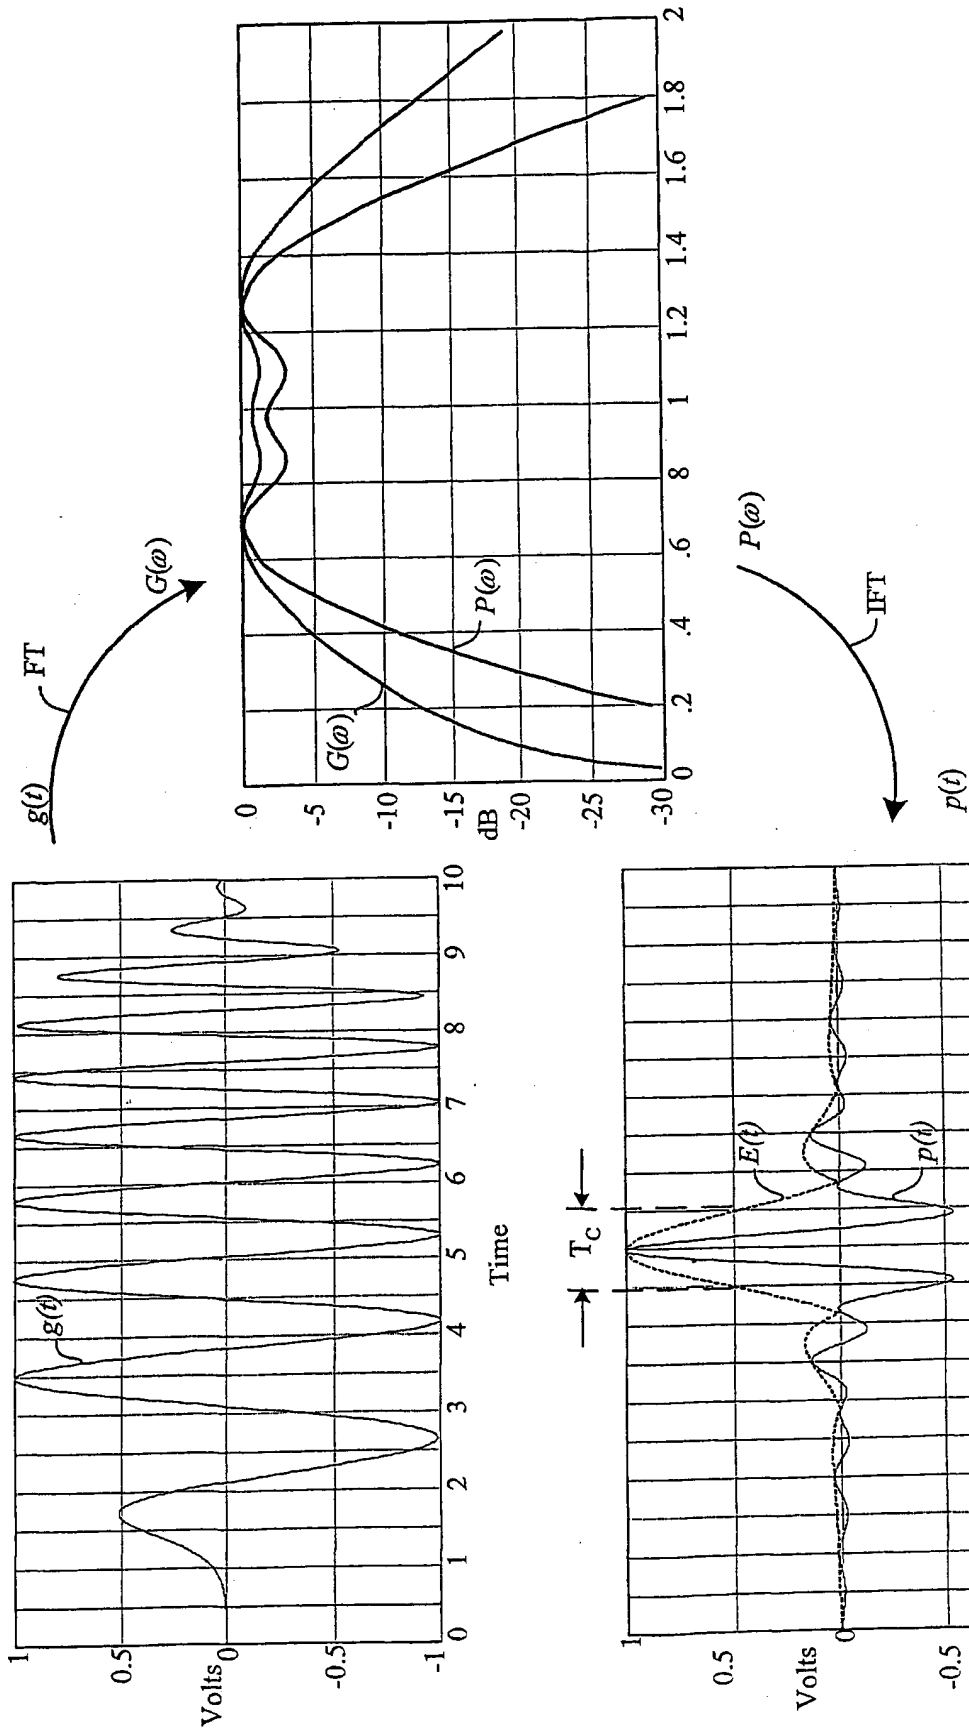 g(t)
FT
G(ω)
1
0.5
Volts 0
-0.5
-1
g(t)
0 1 2 3 4 5 6 7 8 9 10
Time
0
-5
-10
-15
dB
-20
-25
-30
G(ω)
P(ω)
0 .2 .4 .6 8 1 1.2 1.4 1.6 1.8 2
P(ω)
IFT
p(t)
1
0.5
Volts
0
-0.5
T_C
E(t)
p(t)